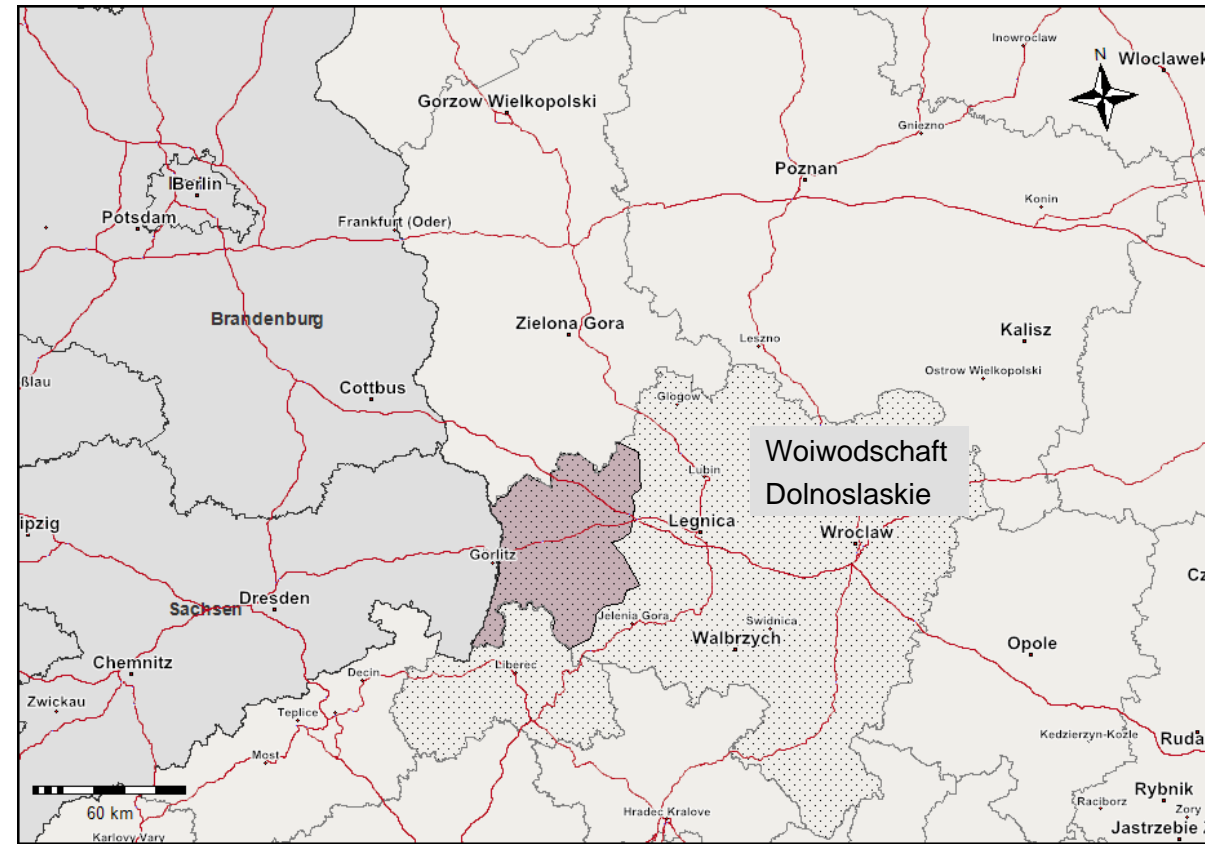 Inowroclaw
N
Wloclawek
Gorzow Wielkopolski
Gniezno
Poznan
Berlin
Konin
Potsdam
Frankfurt (Oder)
Brandenburg
Zielona Gora
Kalisz
Leszno
Ostrow Wielkopolski
ßlau
Cottbus
Glogow
Woiwodschaft
Dolnoslaskie
Lubin
ipzig
Legnica
Wroclaw
Gorlitz
Cz
Sachsen
Dresden
Jelenia Gora
Swidnica
Walbrzych
Opole
Chemnitz
Liberec
Decin
Zwickau
Teplice
Kedzierzyn-Kozle
Ruda
Most
Rybnik
60 km
Hradec Kralove
Raciborz
Zory
Jastrzebie Z
Karlovy Vary